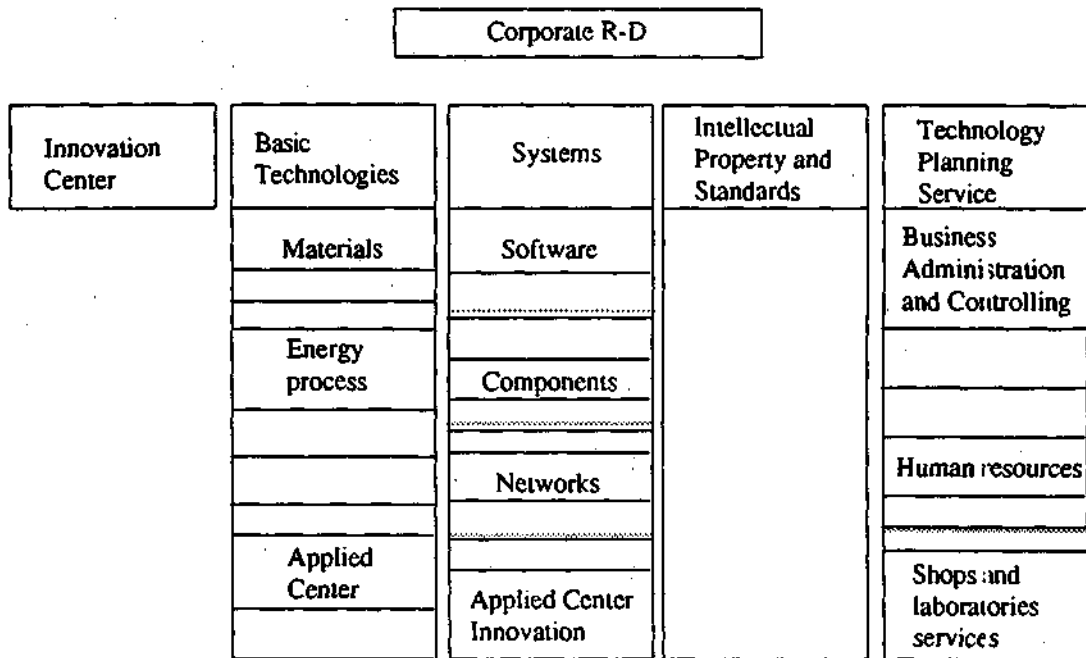 Corporate R-D
Innovation
Center
Basic
Technologies
Systems
Intellectual
Property and
Standards
Technology
Planning
Service
Materials
Software
Business
Administration
and Controlling
Energy
process
Components
Networks
Human resources
Applied
Center
Applied Center
Innovation
Shops and
laboratories
services